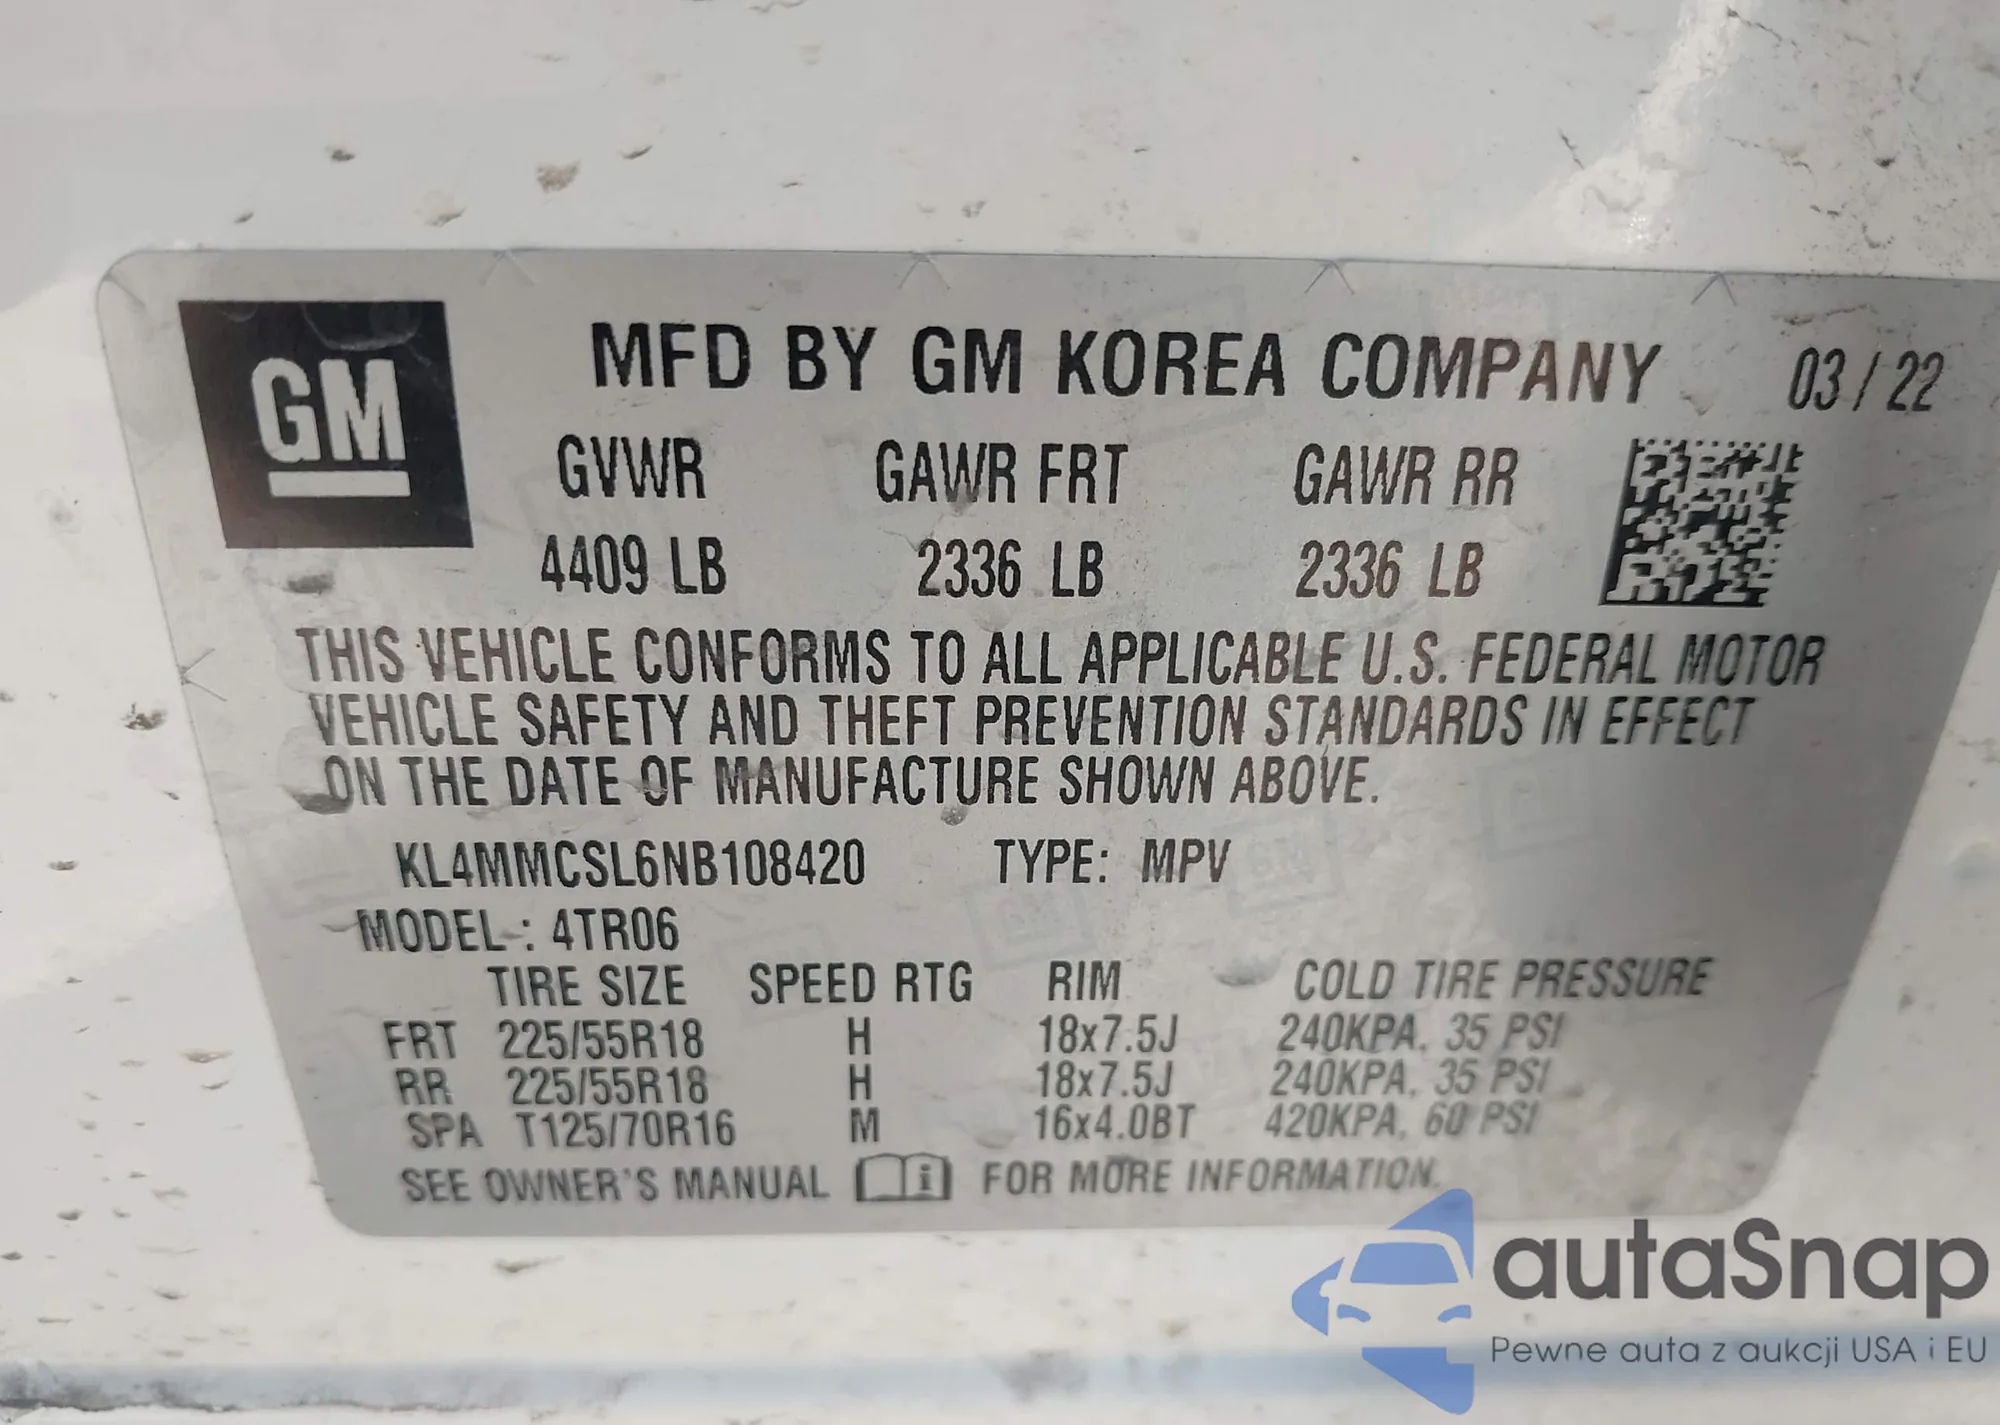 GM
MFD BY GM KOREA COMPANY 03/22
GVWR GAWR FRT GAWR RR
4409 LB 2336 LB 2336 LB
THIS VEHICLE CONFORMS TO ALL APPLICABLE U.S. FEDERAL MOTOR
VEHICLE SAFETY AND THEFT PREVENTION STANDARDS IN EFFECT
ON THE DATE OF MANUFACTURE SHOWN ABOVE.
KL4MMCSL6NB108420 TYPE: MPV
MODEL : 4TR06
TIRE SIZE SPEED RTG RIM COLD TIRE PRESSURE
FRT 225/55R18 H 18x7.5J 240KPA, 35 PSI
RR 225/55R18 H 18x7.5J 240KPA, 35 PSI
SPA T125/70R16 M 16x4.0BT 420KPA, 60 PSI
SEE OWNER'S MANUAL i FOR MORE INFORMATION.
autaSnap
Pewne auta z aukcji USA i EU